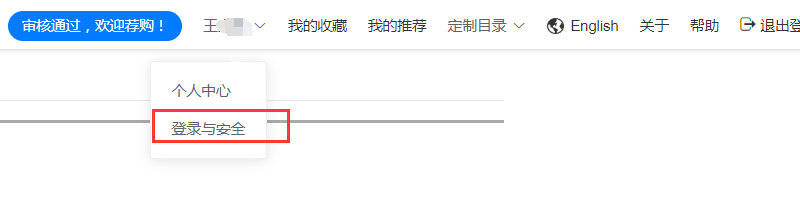 审核通过，欢迎荐购！ 王 我的收藏 我的推荐 定制目录 English 关于 帮助 退出登
个人中心
登录与安全